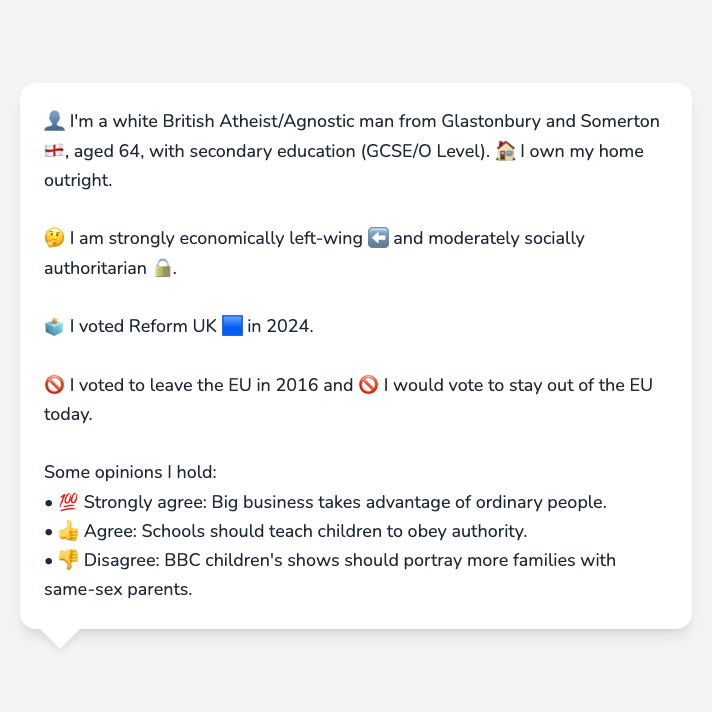 👤 I'm a white British Atheist/Agnostic man from Glastonbury and Somerton
🏴󠁧󠁢󠁥󠁮󠁧󠁿, aged 64, with secondary education (GCSE/O Level). 🏠 I own my home
outright.
🤔 I am strongly economically left-wing ⬅️ and moderately socially
authoritarian 🔒.
🗳️ I voted Reform UK 🟦 in 2024.
🚫 I voted to leave the EU in 2016 and 🚫 I would vote to stay out of the EU
today.
Some opinions I hold:
• 💯 Strongly agree: Big business takes advantage of ordinary people.
• 👍 Agree: Schools should teach children to obey authority.
• 👎 Disagree: BBC children's shows should portray more families with
same-sex parents.